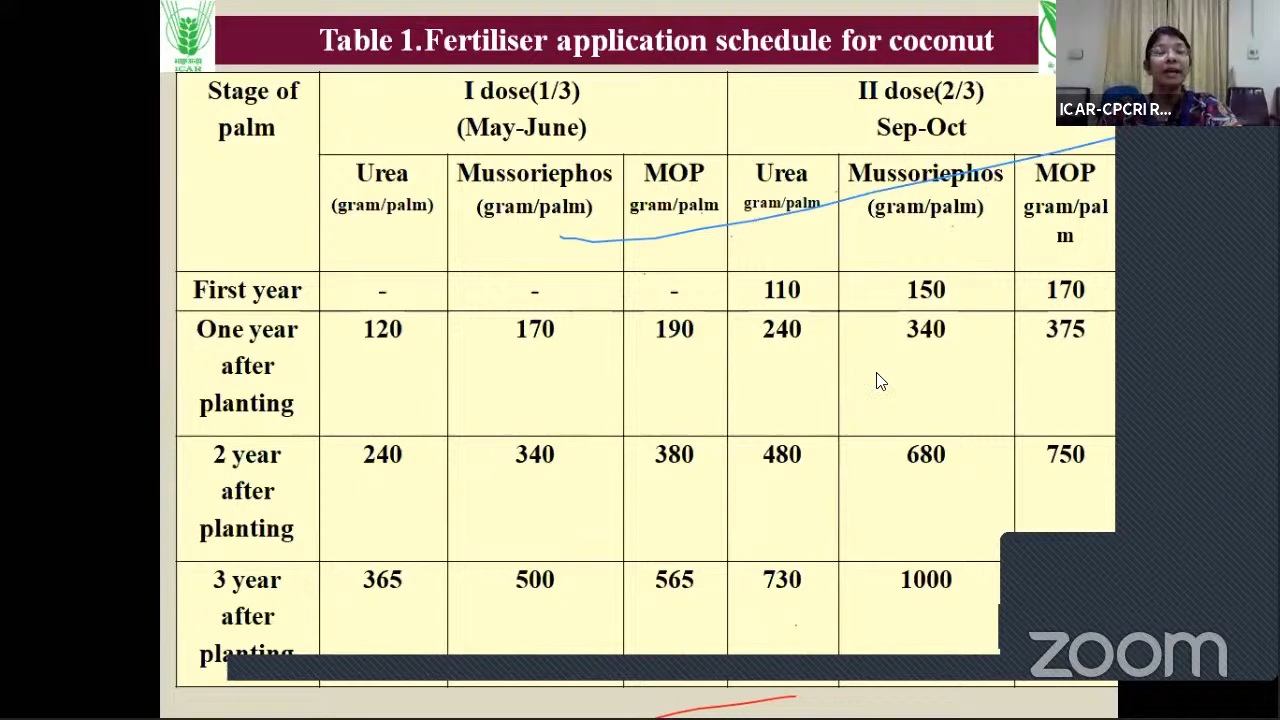 Table 1.Fertiliser application schedule for coconut
ICAR
ICAR-CPCRI R...
Stage of palm I dose(1/3) (May-June) II dose(2/3) Sep-Oct
Urea (gram/palm) Mussoriephos (gram/palm) MOP gram/palm Urea gram/palm Mussoriephos (gram/palm) MOP gram/palm
First year - - - 110 150 170
One year after planting 120 170 190 240 340 375
2 year after planting 240 340 380 480 680 750
3 year after planting 365 500 565 730 1000
zoom